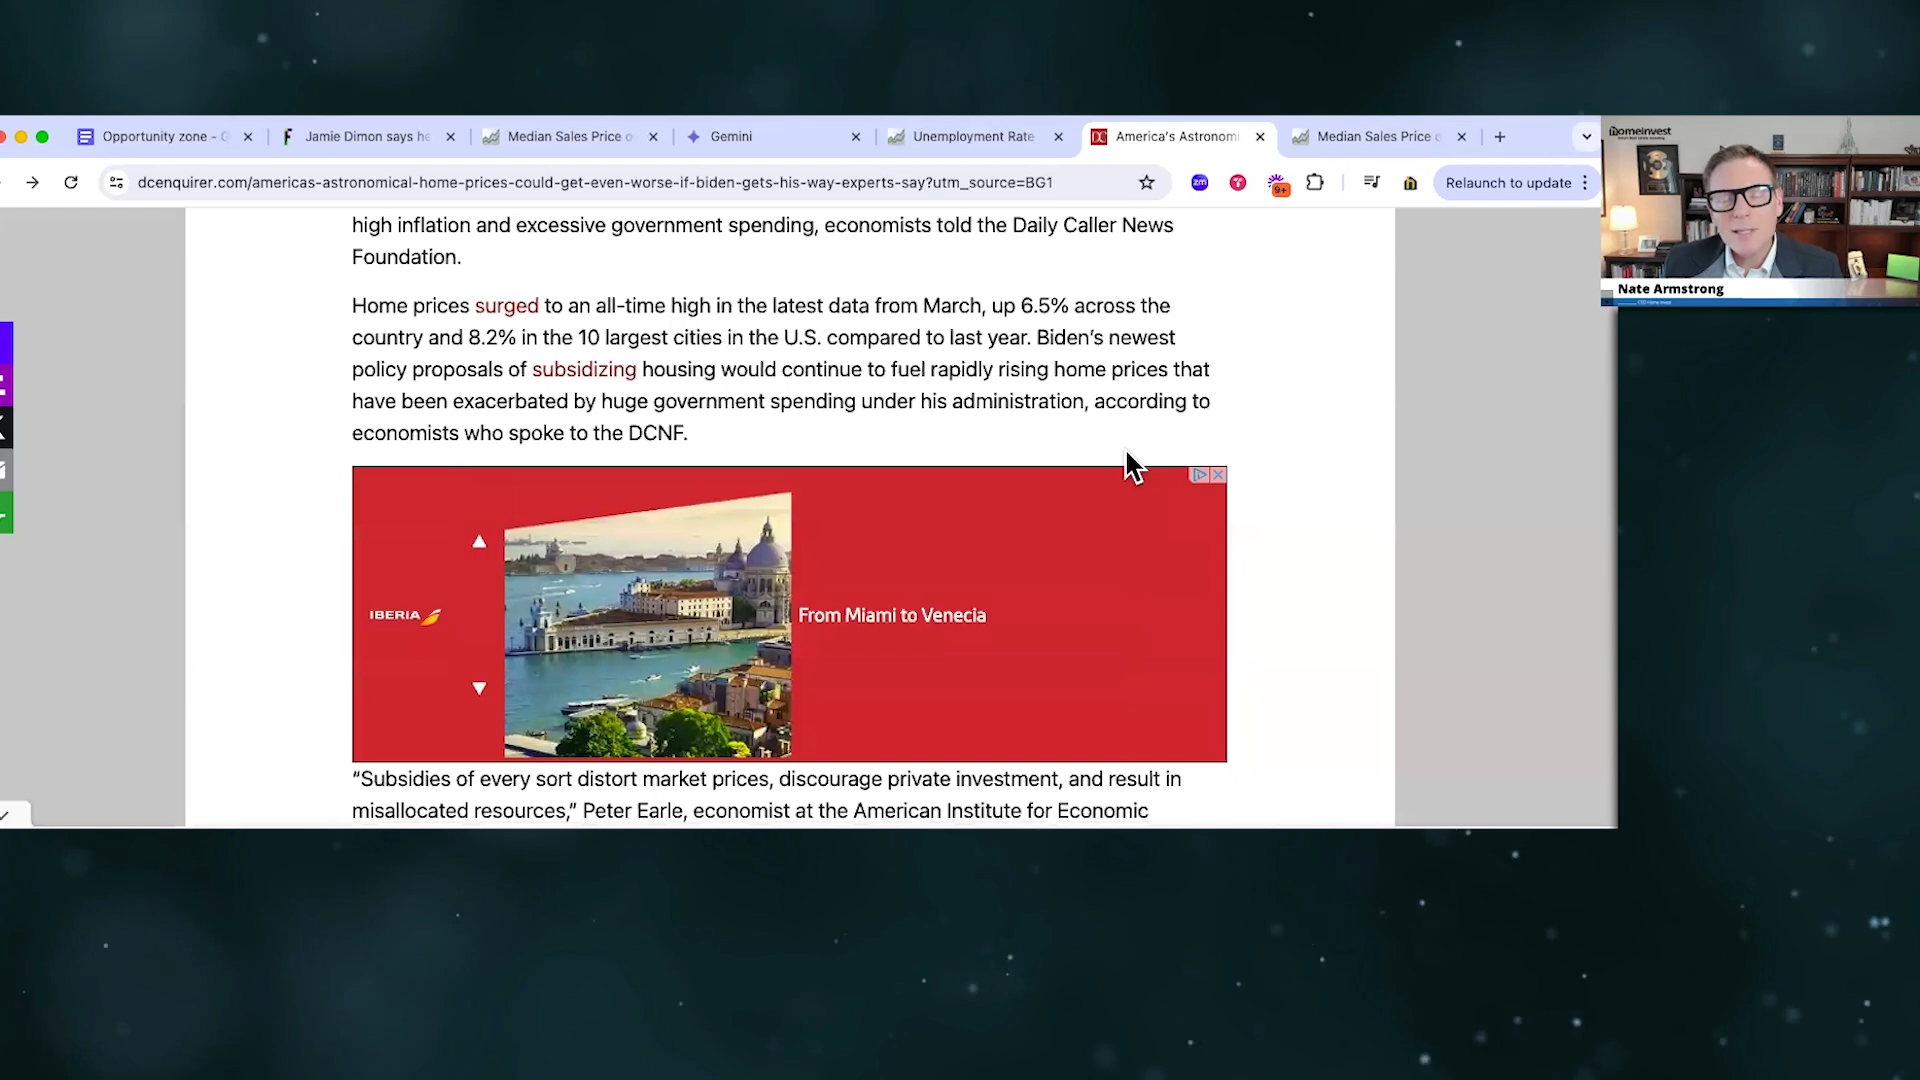 Opportunity zone - G
Jamie Dimon says he
Median Sales Price o
Gemini
Unemployment Rate
America's Astronomi
Median Sales Price o
dcenquirer.com/americas-astronomical-home-prices-could-get-even-worse-if-biden-gets-his-way-experts-say?utm_source=BG1
zm
9+
Relaunch to update
homeinvest
Nate Armstrong
high inflation and excessive government spending, economists told the Daily Caller News
Foundation.
Home prices surged to an all-time high in the latest data from March, up 6.5% across the
country and 8.2% in the 10 largest cities in the U.S. compared to last year. Biden's newest
policy proposals of subsidizing housing would continue to fuel rapidly rising home prices that
have been exacerbated by huge government spending under his administration, according to
economists who spoke to the DCNF.
IBERIA
From Miami to Venecia
“Subsidies of every sort distort market prices, discourage private investment, and result in
misallocated resources,” Peter Earle, economist at the American Institute for Economic